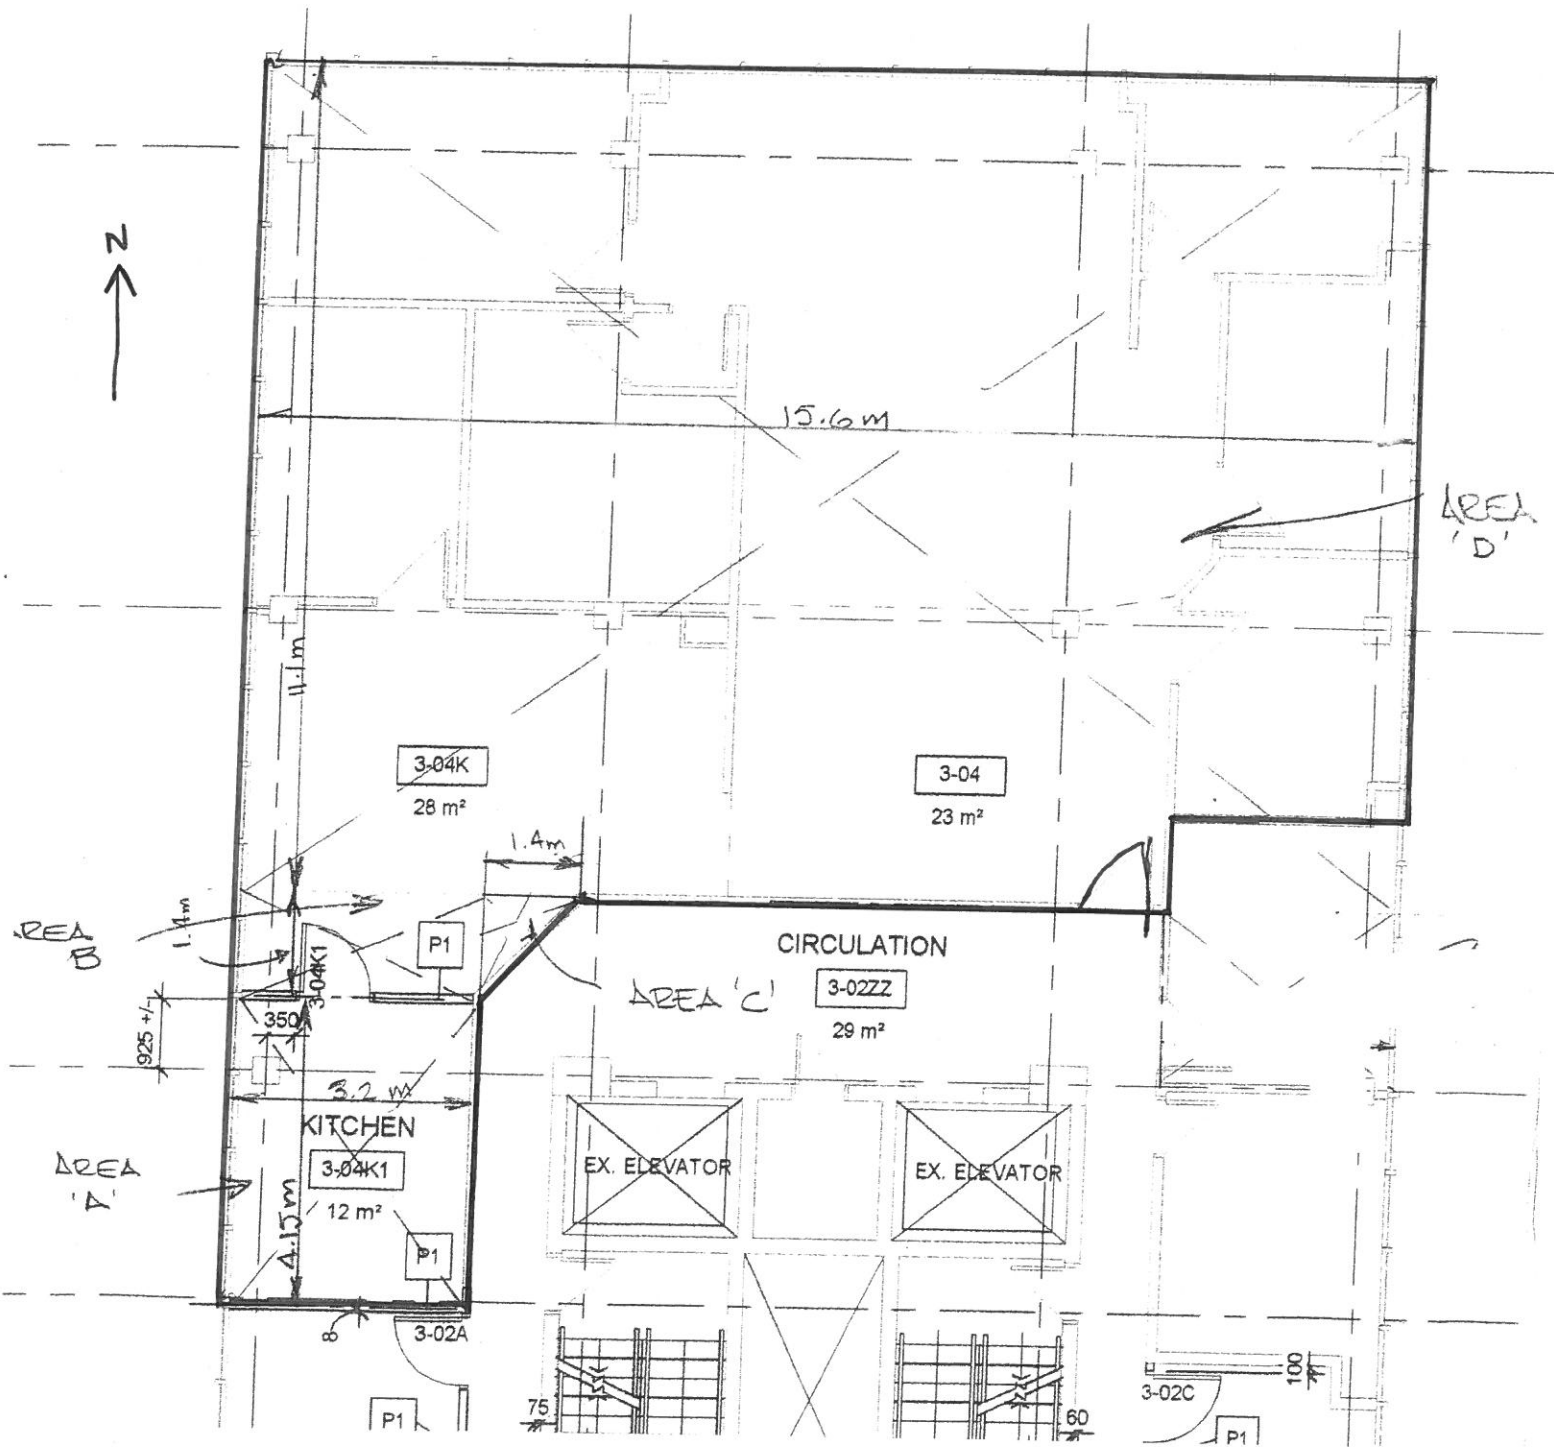 N
15.6m
AREA
'D'
11.1m
3-04K
28 m²
3-04
23 m²
1.4m
1.4m
AREA
B
P1
3-04K1
CIRCULATION
3-02ZZ
29 m²
AREA 'C'
350
925 +/-
3.2 m
KITCHEN
3-04K1
12 m²
AREA
'A'
4.15m
P1
EX. ELEVATOR
EX. ELEVATOR
8
3-02A
P1
75
60
3-02C
100
P1